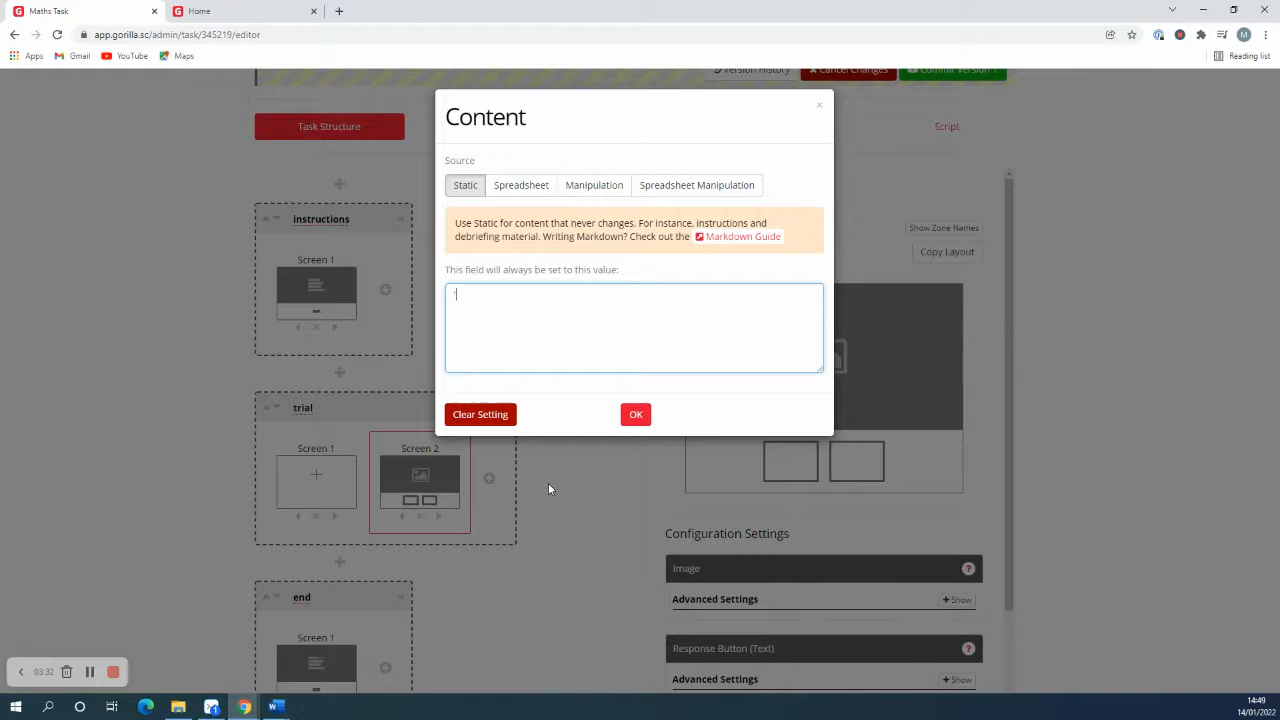 Maths Task
Home
app.gorilla.sc/admin/task/345219/editor
M
Apps
Gmail
YouTube
Maps
Reading list
Version History
Cancel Changes
Commit Version 1
Task Structure
Script
Content
Source
Static
Spreadsheet
Manipulation
Spreadsheet Manipulation
Use Static for content that never changes. For instance, instructions and
debriefing material. Writing Markdown? Check out the Markdown Guide
This field will always be set to this value:
Clear Setting
OK
instructions
Screen 1
trial
Screen 1
Screen 2
end
Screen 1
Show Zone Names
Copy Layout
Configuration Settings
Image
Advanced Settings
+ Show
Response Button (Text)
Advanced Settings
+ Show
03:32
14:49
14/01/2022